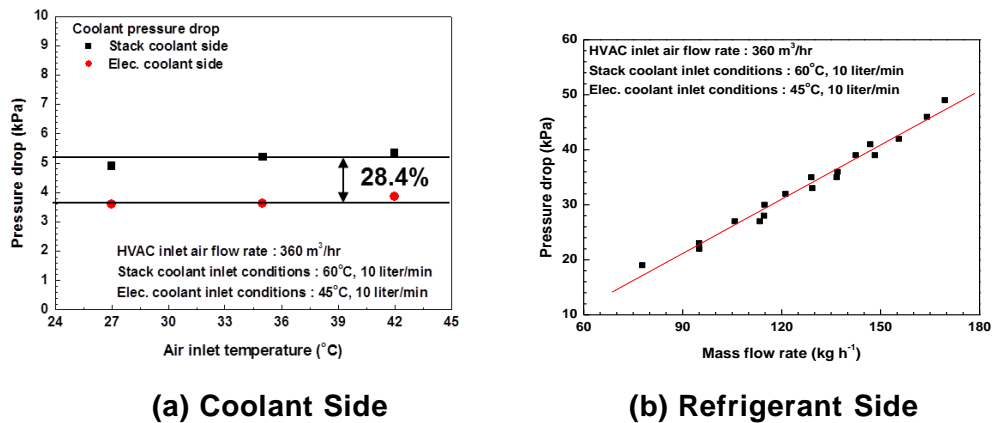 Coolant pressure drop
Stack coolant side
Elec. coolant side
28.4%
HVAC inlet air flow rate : 360 m³/hr
Stack coolant inlet conditions : 60°C, 10 liter/min
Elec. coolant inlet conditions : 45°C, 10 liter/min
Pressure drop (kPa)
10
9
8
7
6
5
4
3
2
1
0
24 27 30 33 36 39 42 45
Air inlet temperature (°C)
(a) Coolant Side
HVAC inlet air flow rate : 360 m³/hr
Stack coolant inlet conditions : 60°C, 10 liter/min
Elec. coolant inlet conditions : 45°C, 10 liter/min
Pressure drop (kPa)
60
50
40
30
20
10
60 90 120 150 180
Mass flow rate (kg h⁻¹)
(b) Refrigerant Side